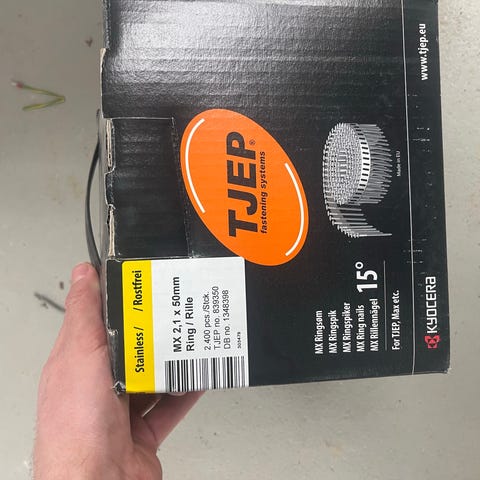 www.tjep.eu
TJEP®
fastening systems
Made in EU
MX Ringsøm
MX Ringspik
MX Ringspiker
MX Ring nails
MX Rillennägel
15°
For TJEP, Max etc.
KYOCERA
Stainless / / Rostfrei
MX 2,1 x 50mm
Ring / Rille
2.400 pcs./Stck.
TJEP no. 839350
DB no. 1348398